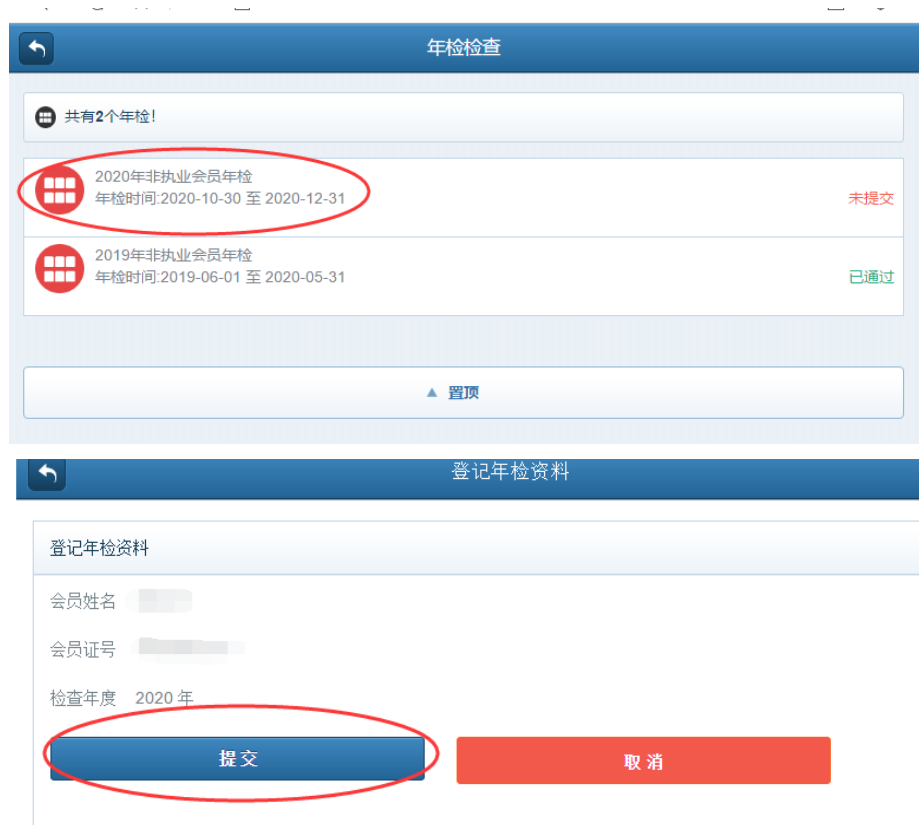 年检检查
共有2个年检!
2020年非执业会员年检
年检时间:2020-10-30 至 2020-12-31
未提交
2019年非执业会员年检
年检时间:2019-06-01 至 2020-05-31
已通过
▲ 置顶
登记年检资料
登记年检资料
会员姓名
会员证号
检查年度 2020 年
提交
取消